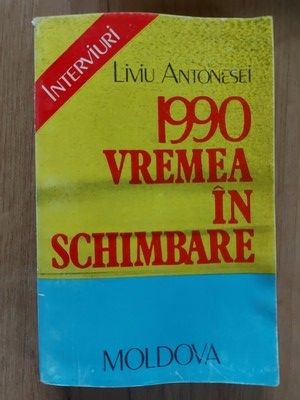 INTERVIURI
LIVIU ANTONESEI
1990
VREMEA
ÎN
SCHIMBARE
MOLDOVA